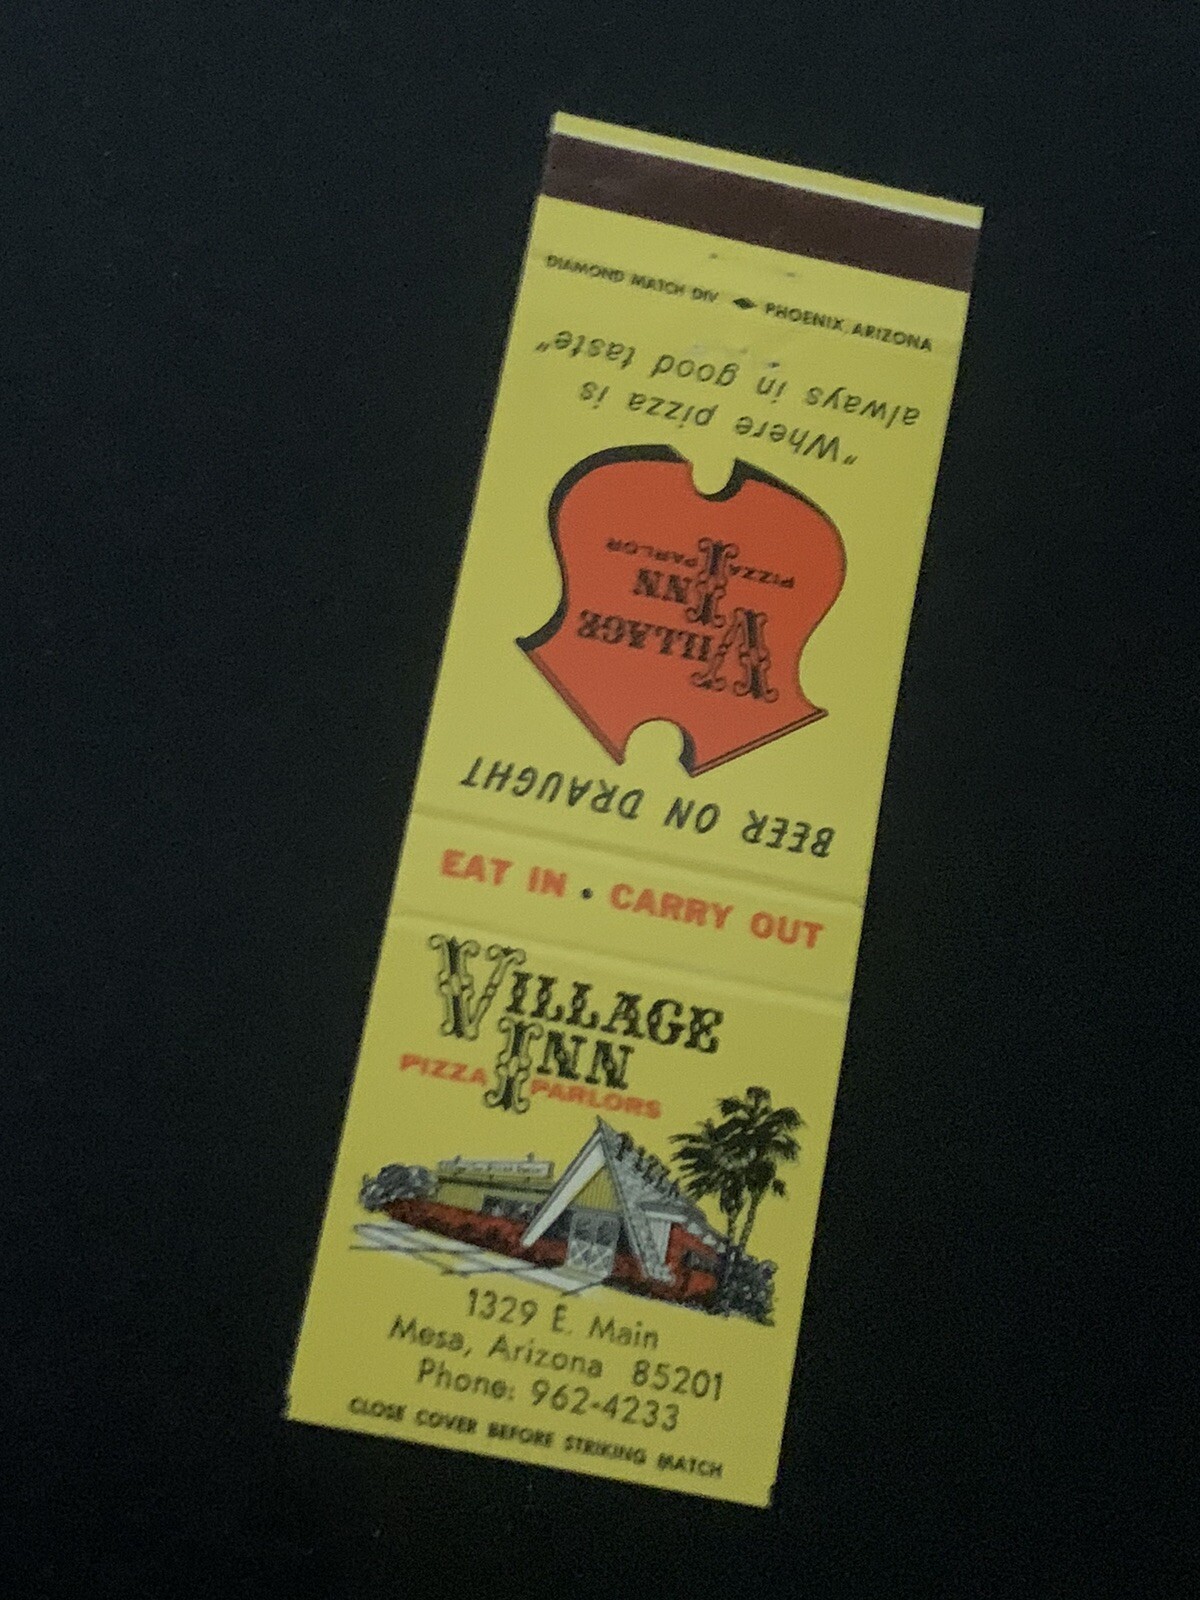 DIAMOND MATCH DIV PHOENIX, ARIZONA
"Where pizza is
always in good taste"
VILLAGE
INN
PIZZA PARLOR
BEER ON DRAUGHT
EAT IN • CARRY OUT
VILLAGE
INN
PIZZA PARLORS
PIZZA
1329 E. Main
Mesa, Arizona 85201
Phone: 962-4233
CLOSE COVER BEFORE STRIKING MATCH